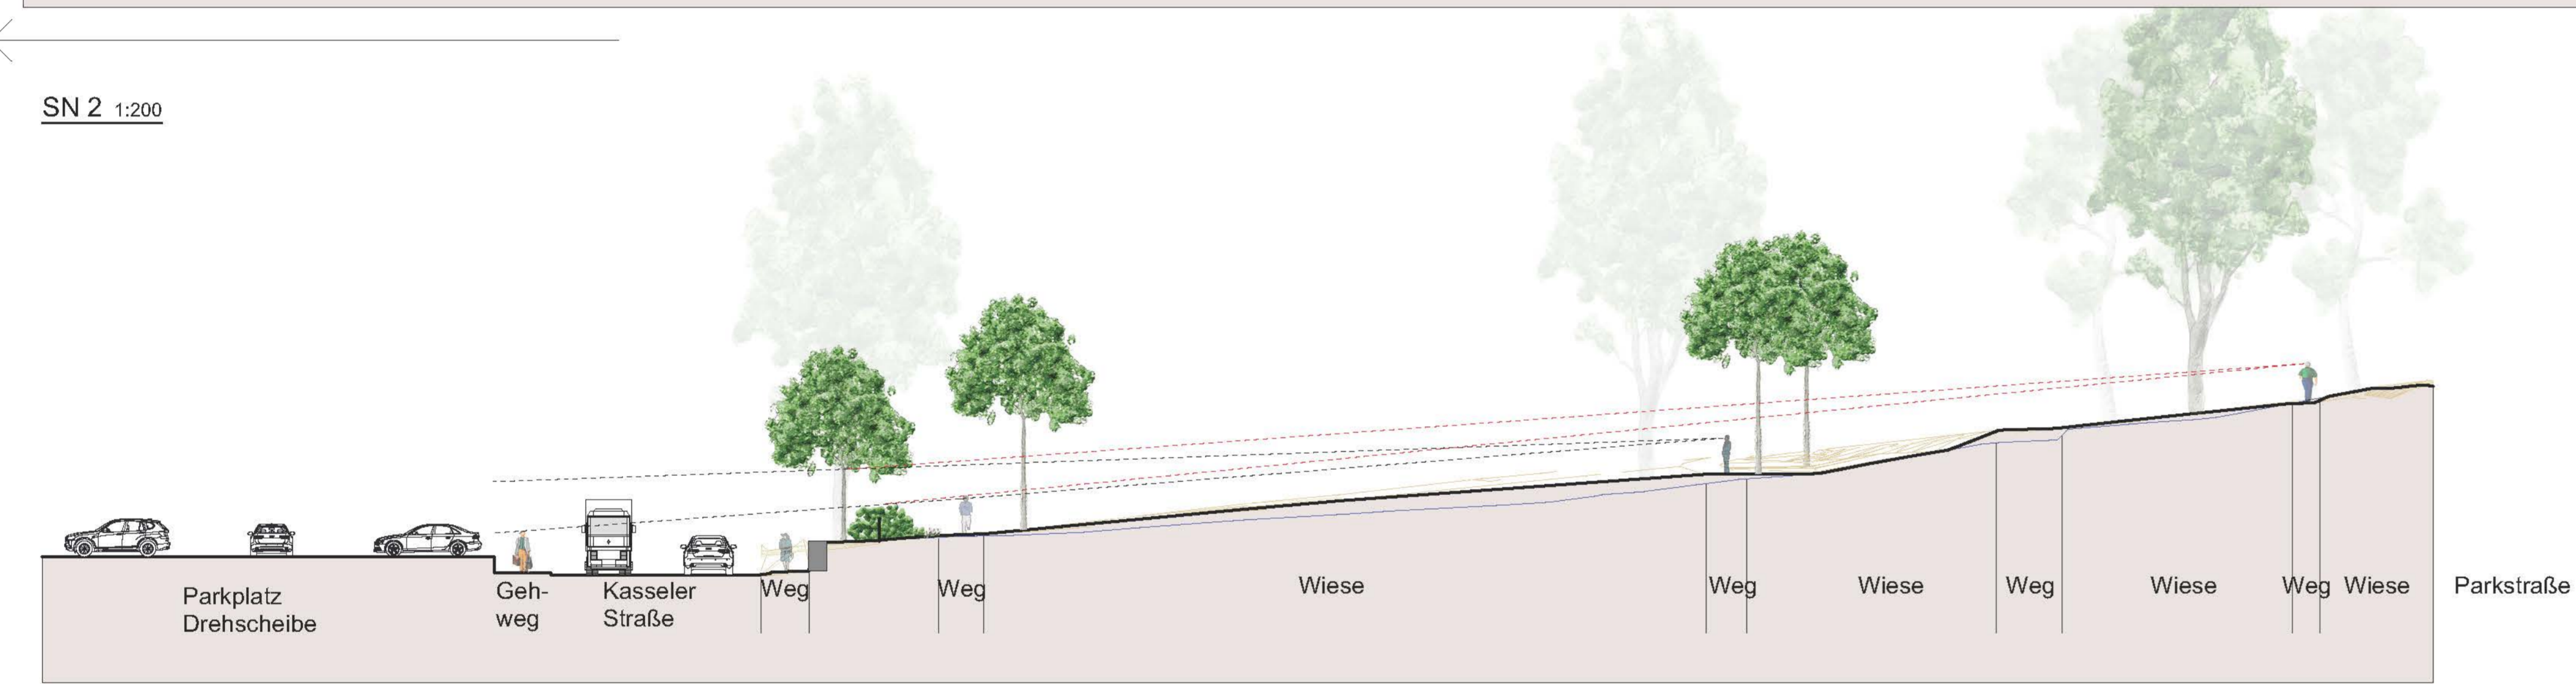 SN 2 1:200
Parkplatz
Drehscheibe
Geh-
weg
Kasseler
Straße
Weg
Weg
Wiese
Weg
Wiese
Weg
Wiese
Weg
Wiese
Parkstraße